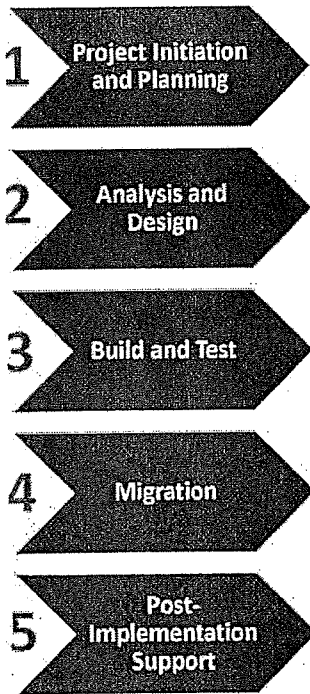 1
Project Initiation
and Planning
2
Analysis and
Design
3
Build and Test
4
Migration
5
Post-
Implementation
Support